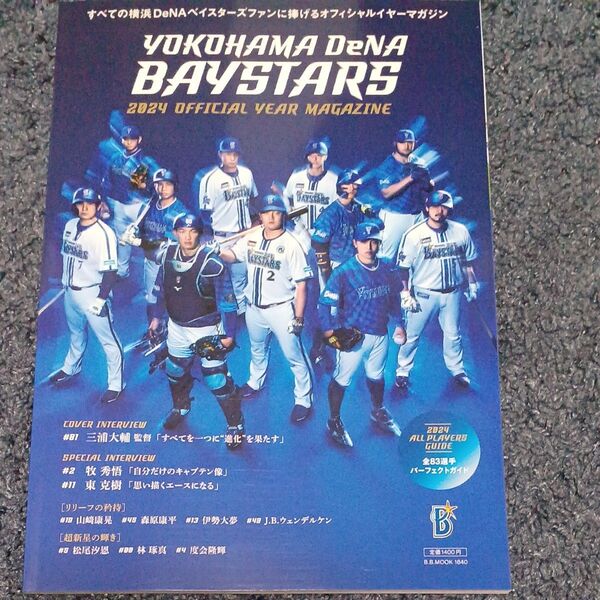 すべての横浜DeNAベイスターズファンに捧げるオフィシャルイヤーマガジン
YOKOHAMA DeNA
BAYSTARS
2024 OFFICIAL YEAR MAGAZINE
BAYSTARS
BAYSTARS
7
2
COVER INTERVIEW
#81 三浦大輔 監督「すべてを一つに"進化"を果たす」
SPECIAL INTERVIEW
#2 牧 秀悟「自分だけのキャプテン像」
#11 東 克樹「思い描くエースになる」
[リリーフの矜持]
#19 山﨑康晃 #45 森原康平 #13 伊勢大夢 #48 J.B.ウェンデルケン
[超新星の輝き]
#5 松尾汐恩 #00 林 琢真 #4 度会隆輝
2024
ALL PLAYERS
GUIDE
全83選手
パーフェクトガイド
B
定価1400円
B.B.MOOK 1640